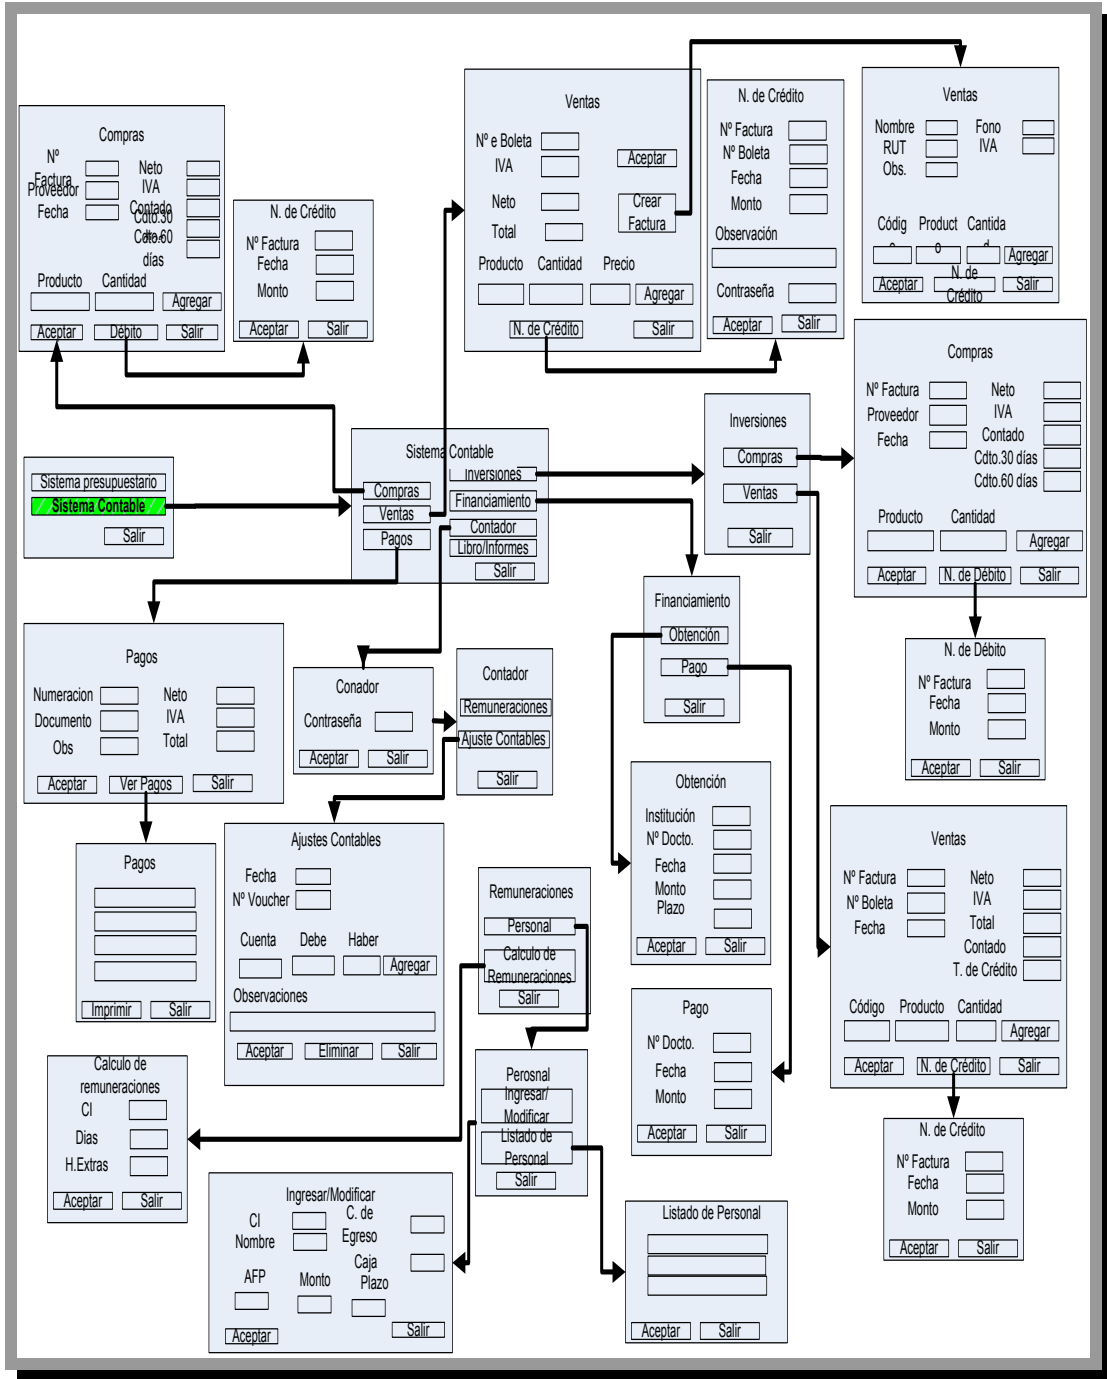 Compras
Nº
Factura
Proveedor
Fecha
Neto
IVA
Contado
Cdto.30
Cdto.60
días
Producto
Cantidad
Agregar
Aceptar
Débito
Salir
N. de Crédito
Nº Factura
Fecha
Monto
Aceptar
Salir
Ventas
Nº e Boleta
IVA
Neto
Total
Aceptar
Crear
Factura
Producto
Cantidad
Precio
Agregar
N. de Crédito
Salir
N. de Crédito
Nº Factura
Nº Boleta
Fecha
Monto
Observación
Contraseña
Aceptar
Salir
Ventas
Nombre
RUT
Obs.
Fono
IVA
Códig
o
Product
o
Cantida
d
Agregar
Aceptar
N. de
Crédito
Salir
Sistema presupuestario
Sistema Contable
Salir
Sistema Contable
Compras
Ventas
Pagos
Inversiones
Financiamiento
Contador
Libro/Informes
Salir
Inversiones
Compras
Ventas
Salir
Compras
Nº Factura
Proveedor
Fecha
Neto
IVA
Contado
Cdto.30 días
Cdto.60 días
Producto
Cantidad
Agregar
Aceptar
N. de Débito
Salir
N. de Débito
Nº Factura
Fecha
Monto
Aceptar
Salir
Financiamiento
Obtención
Pago
Salir
Pagos
Numeracion
Documento
Obs
Neto
IVA
Total
Aceptar
Ver Pagos
Salir
Conador
Contraseña
Aceptar
Salir
Contador
Remuneraciones
Ajuste Contables
Salir
Obtención
Institución
Nº Docto.
Fecha
Monto
Plazo
Aceptar
Salir
Ventas
Nº Factura
Nº Boleta
Fecha
Neto
IVA
Total
Contado
T. de Crédito
Código
Producto
Cantidad
Agregar
Aceptar
N. de Crédito
Salir
Pagos
Imprimir
Salir
Ajustes Contables
Fecha
Nº Voucher
Cuenta
Debe
Haber
Agregar
Observaciones
Aceptar
Eliminar
Salir
Remuneraciones
Personal
Calculo de
Remuneraciones
Salir
Pago
Nº Docto.
Fecha
Monto
Aceptar
Salir
Calculo de
remuneraciones
CI
Dias
H.Extras
Aceptar
Salir
Perosnal
Ingresar/
Modificar
Listado de
Personal
Salir
N. de Crédito
Nº Factura
Fecha
Monto
Aceptar
Salir
Ingresar/Modificar
CI
Nombre
C. de
Egreso
Caja
AFP
Monto
Plazo
Aceptar
Salir
Listado de Personal
Aceptar
Salir